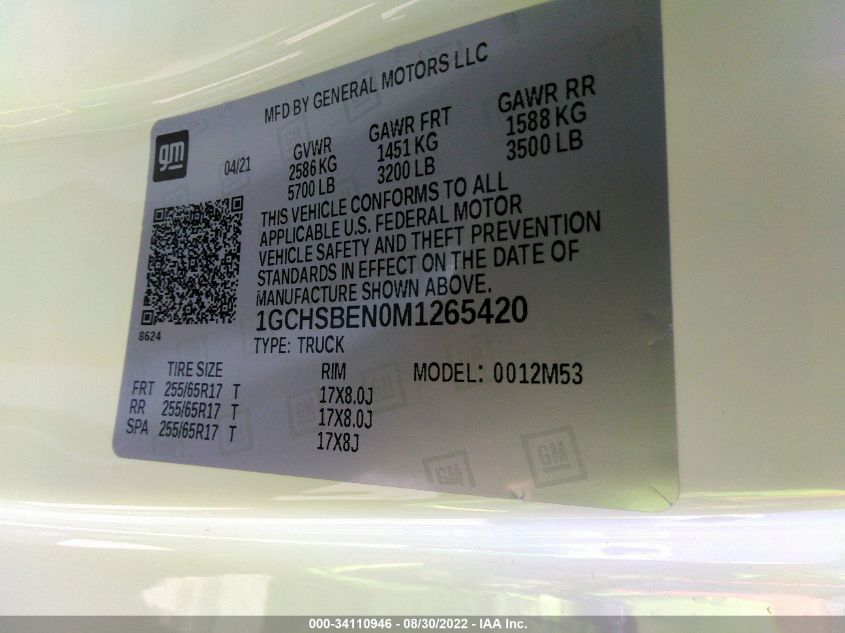 MFD BY GENERAL MOTORS LLC
gm
04/21
GVWR GAWR FRT GAWR RR
2586 KG 1451 KG 1588 KG
5700 LB 3200 LB 3500 LB
THIS VEHICLE CONFORMS TO ALL
APPLICABLE U.S. FEDERAL MOTOR
VEHICLE SAFETY AND THEFT PREVENTION
STANDARDS IN EFFECT ON THE DATE OF
MANUFACTURE SHOWN ABOVE.
1GCHSBEN0M1265420
8624
TYPE: TRUCK
TIRE SIZE RIM MODEL: 0012M53
FRT 255/65R17 T 17X8.0J
RR 255/65R17 T 17X8.0J
SPA 255/65R17 T 17X8J
GM GM
000-34110946 - 08/30/2022 - IAA Inc.